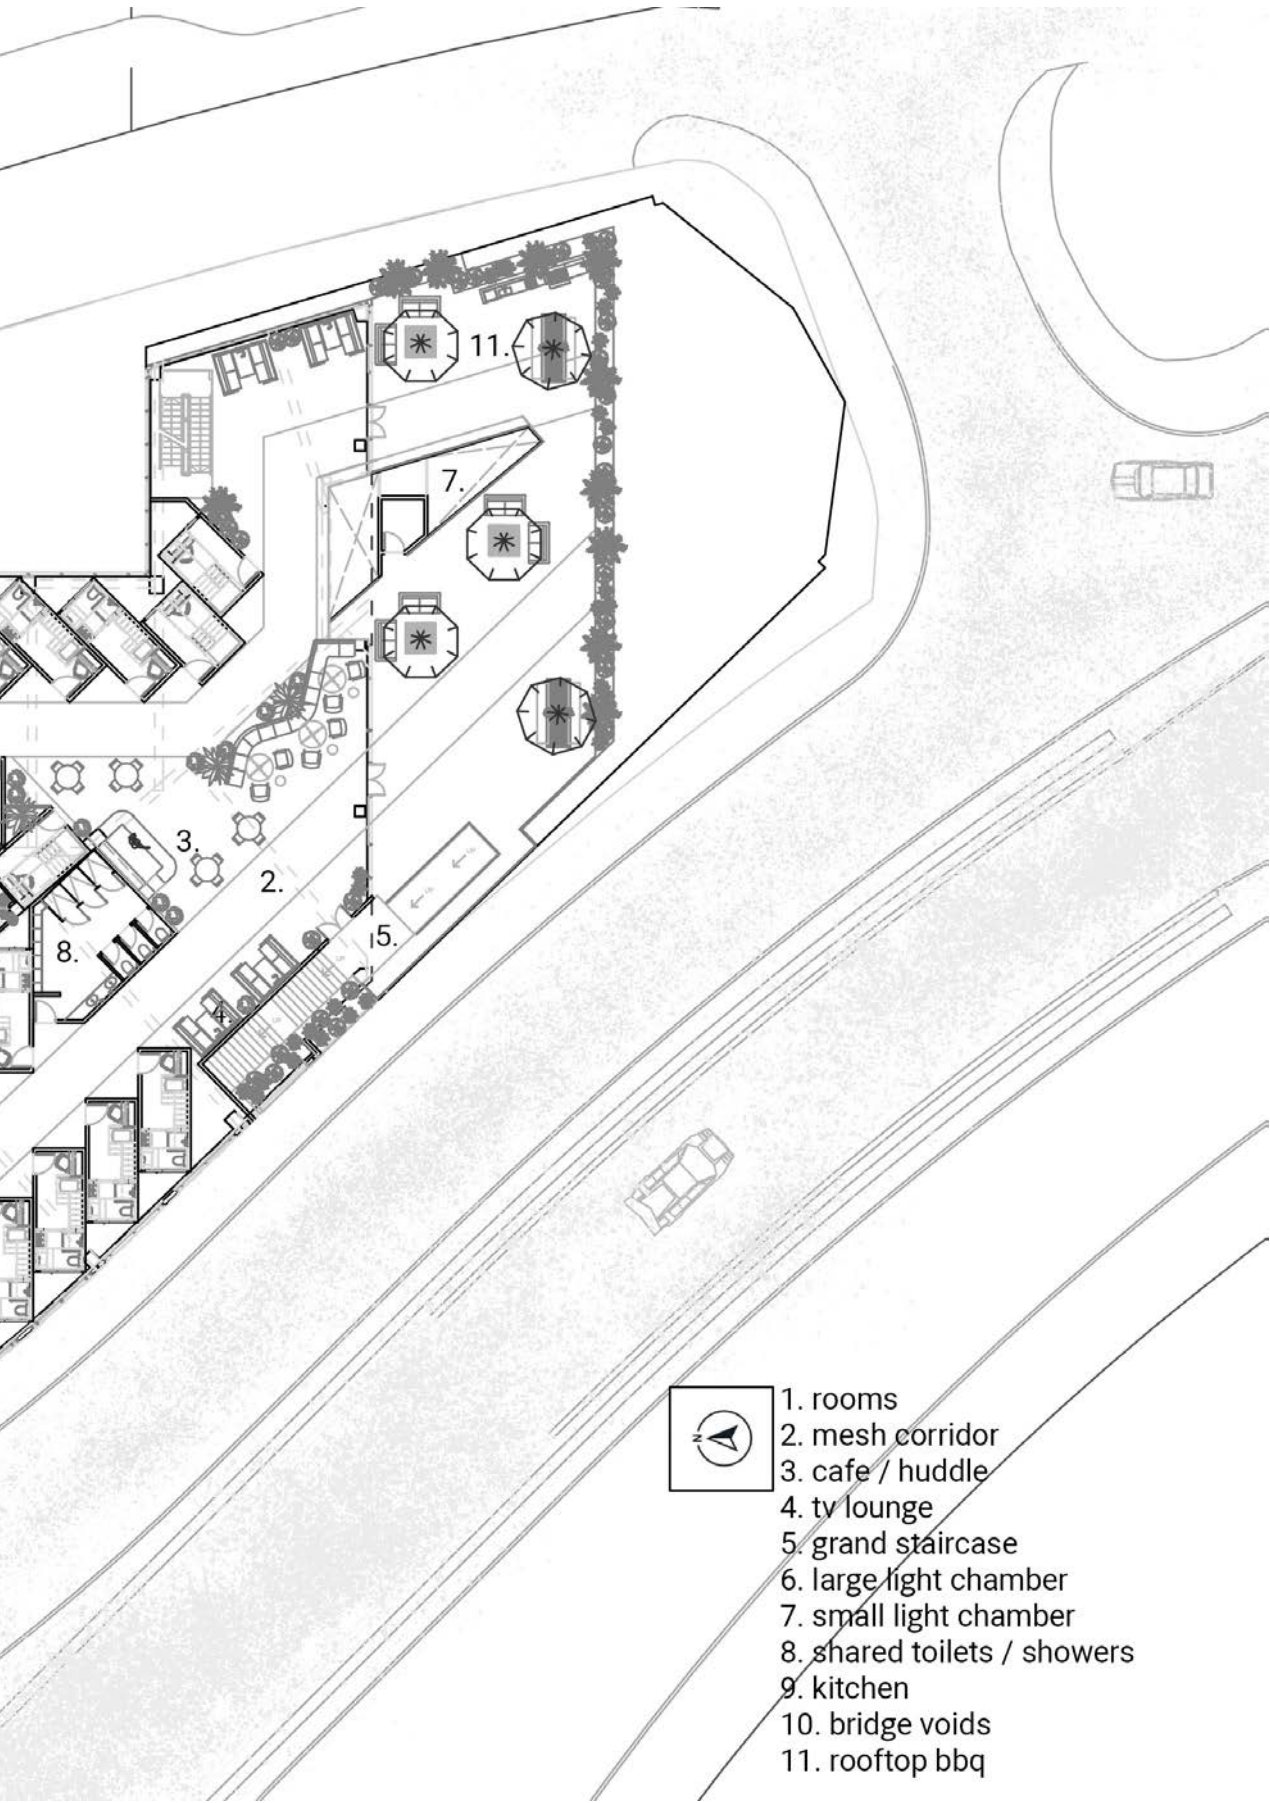 11.
7.
3.
2.
5.
8.
4.
N
1. rooms
2. mesh corridor
3. cafe / huddle
4. tv lounge
5. grand staircase
6. large light chamber
7. small light chamber
8. shared toilets / showers
9. kitchen
10. bridge voids
11. rooftop bbq